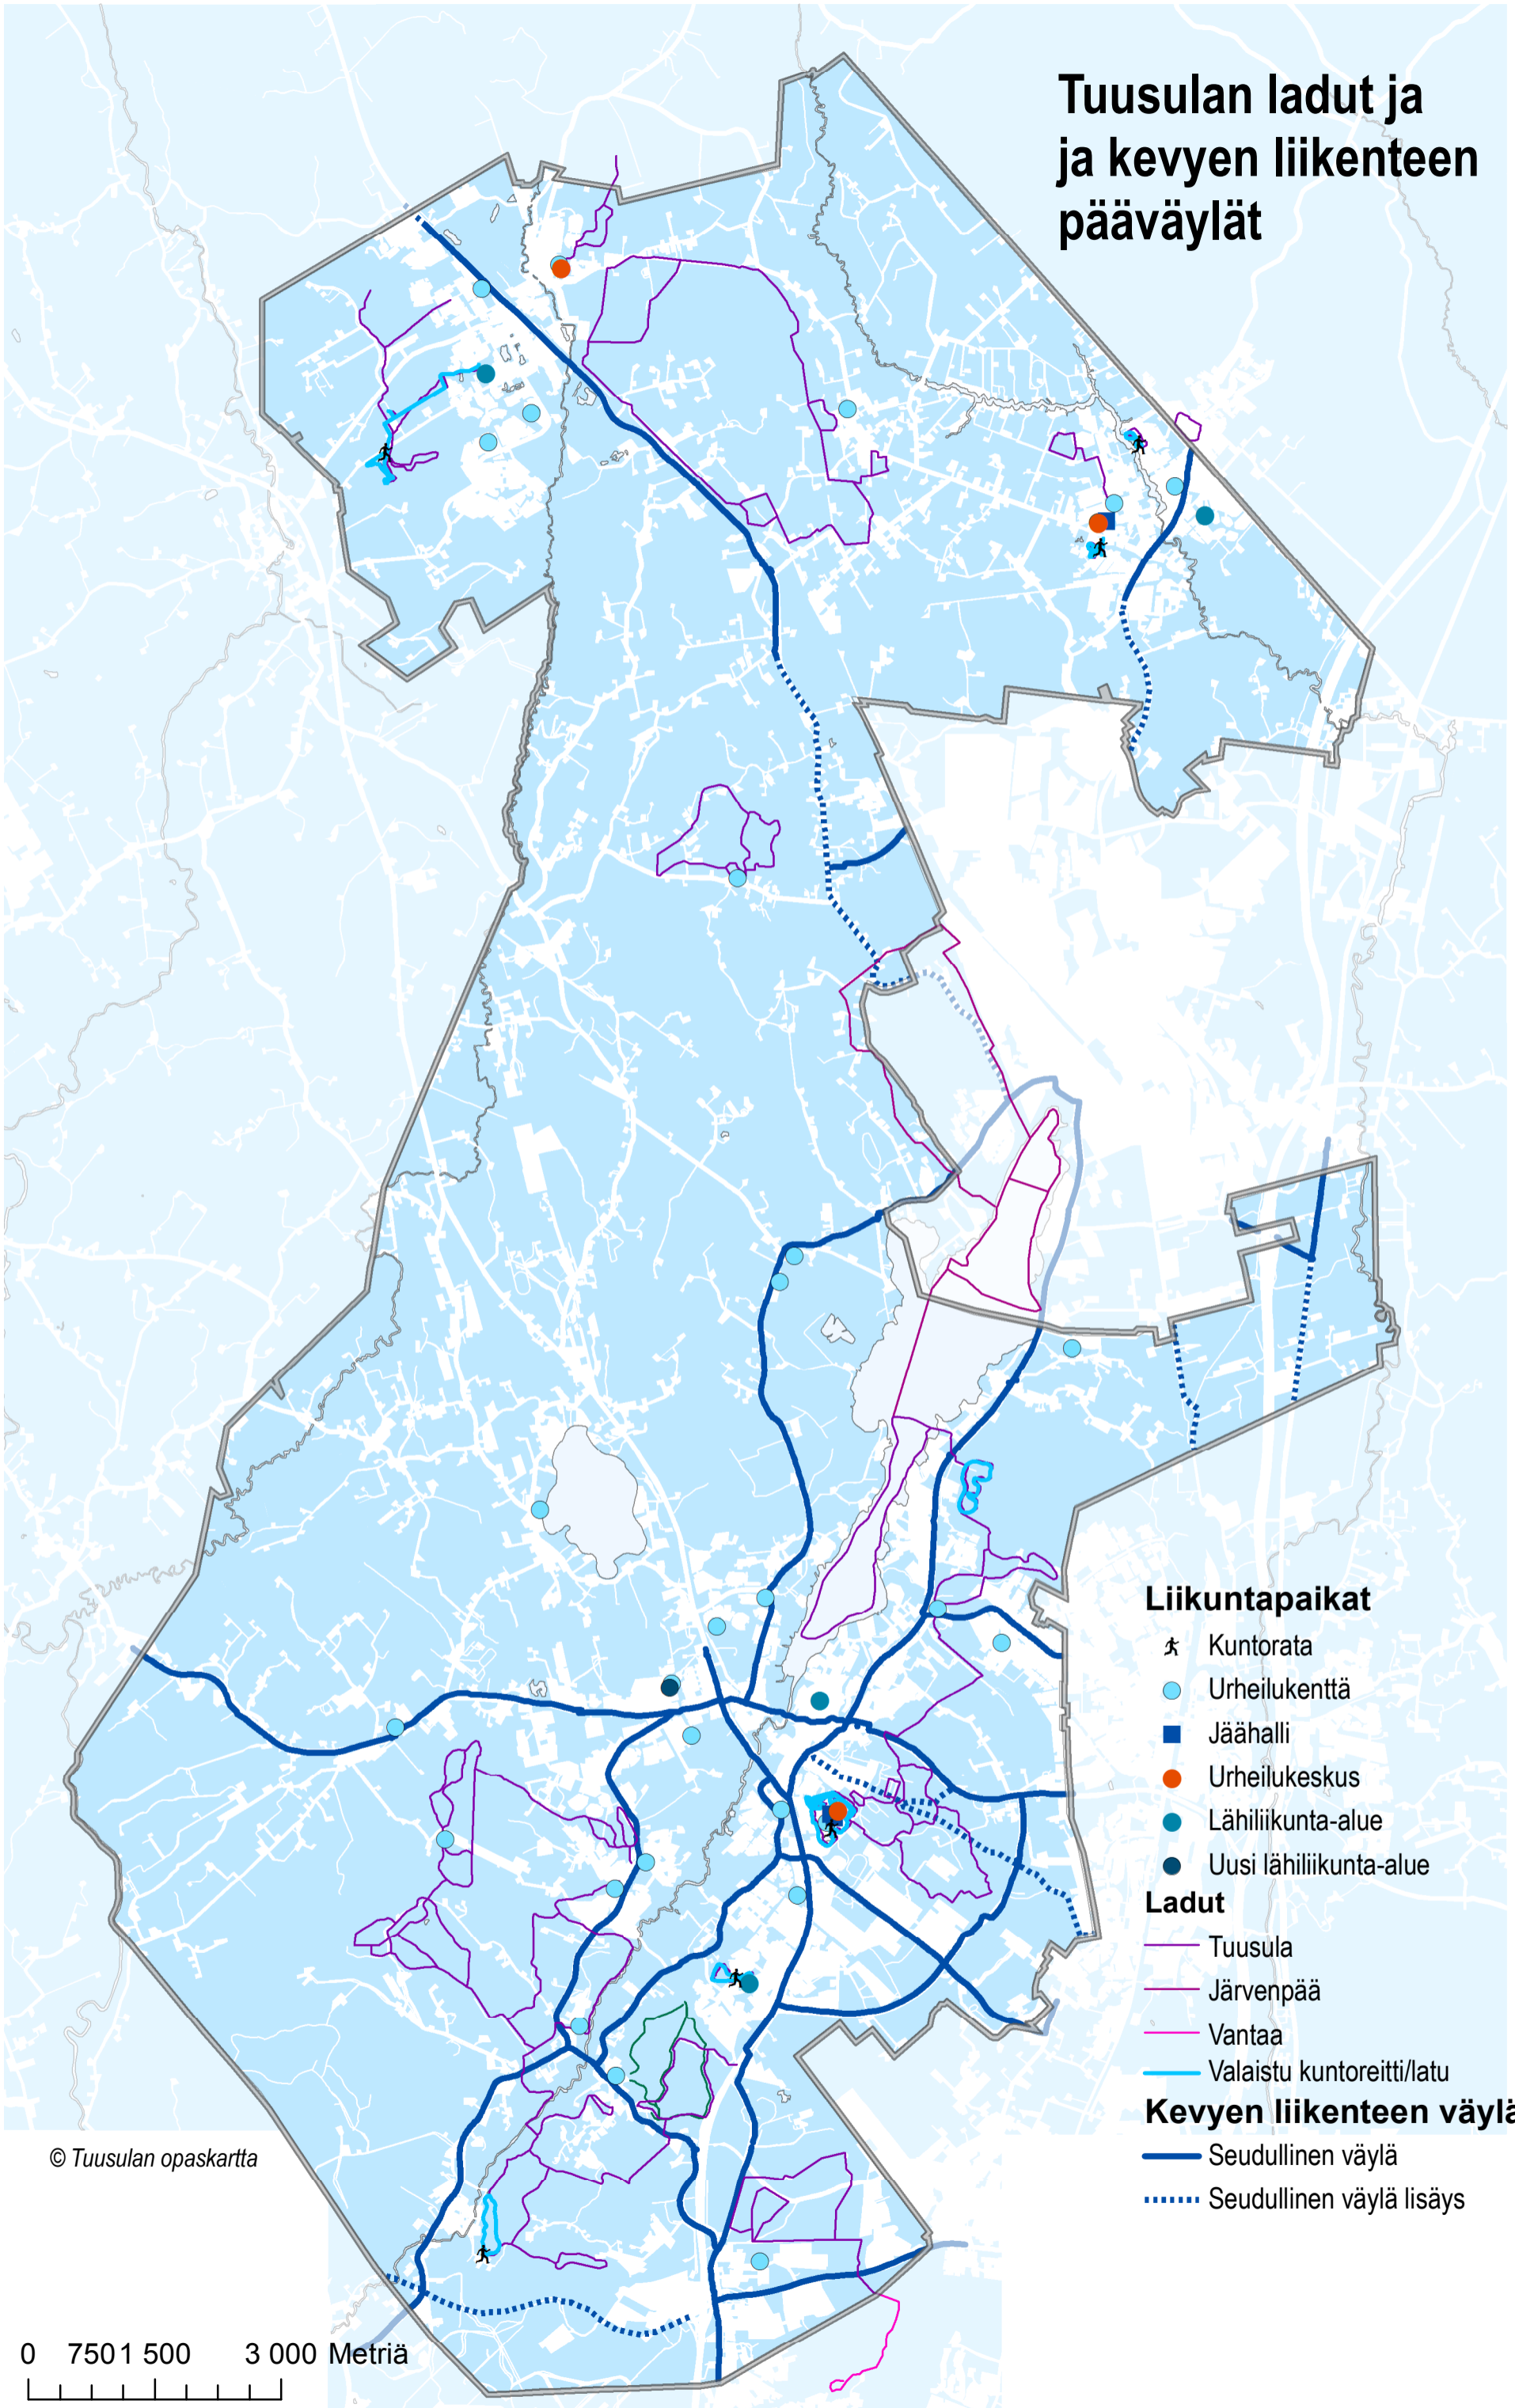 Tuusulan ladut ja
ja kevyen liikenteen
pääväylät
Liikuntapaikat
Kuntorata
Urheilukenttä
Jäähalli
Urheilukeskus
Lähiliikunta-alue
Uusi lähiliikunta-alue
Ladut
Tuusula
Järvenpää
Vantaa
Valaistu kuntoreitti/latu
Kevyen liikenteen väylä
Seudullinen väylä
Seudullinen väylä lisäys
© Tuusulan opaskartta
0 750 1 500 3 000 Metriä